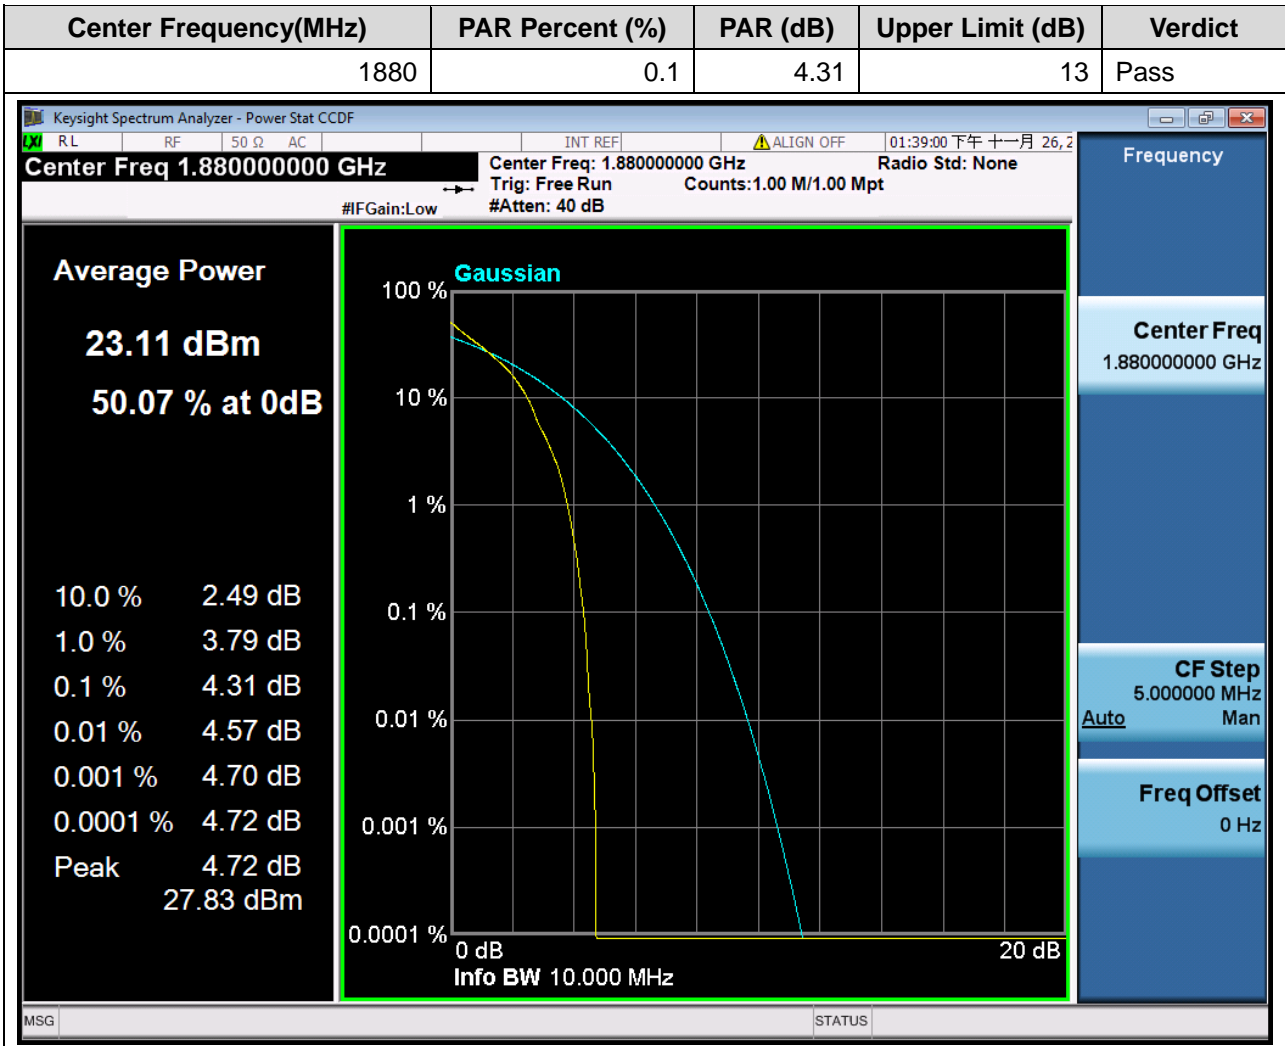 Center Frequency(MHz) PAR Percent (%) PAR (dB) Upper Limit (dB) Verdict
1880 0.1 4.31 13 Pass
Keysight Spectrum Analyzer - Power Stat CCDF
LXI RL RF 50 Ω AC INT REF ALIGN OFF 01:39:00 下午 十一月 26, 2
Center Freq 1.880000000 GHz
Center Freq: 1.880000000 GHz Radio Std: None
Trig: Free Run Counts:1.00 M/1.00 Mpt
#IFGain:Low #Atten: 40 dB
Average Power
23.11 dBm
50.07 % at 0dB
10.0 % 2.49 dB
1.0 % 3.79 dB
0.1 % 4.31 dB
0.01 % 4.57 dB
0.001 % 4.70 dB
0.0001 % 4.72 dB
Peak 4.72 dB
27.83 dBm
Gaussian
100 %
10 %
1 %
0.1 %
0.01 %
0.001 %
0.0001 %
0 dB 20 dB
Info BW 10.000 MHz
Frequency
Center Freq
1.880000000 GHz
CF Step
5.000000 MHz
Auto Man
Freq Offset
0 Hz
MSG STATUS